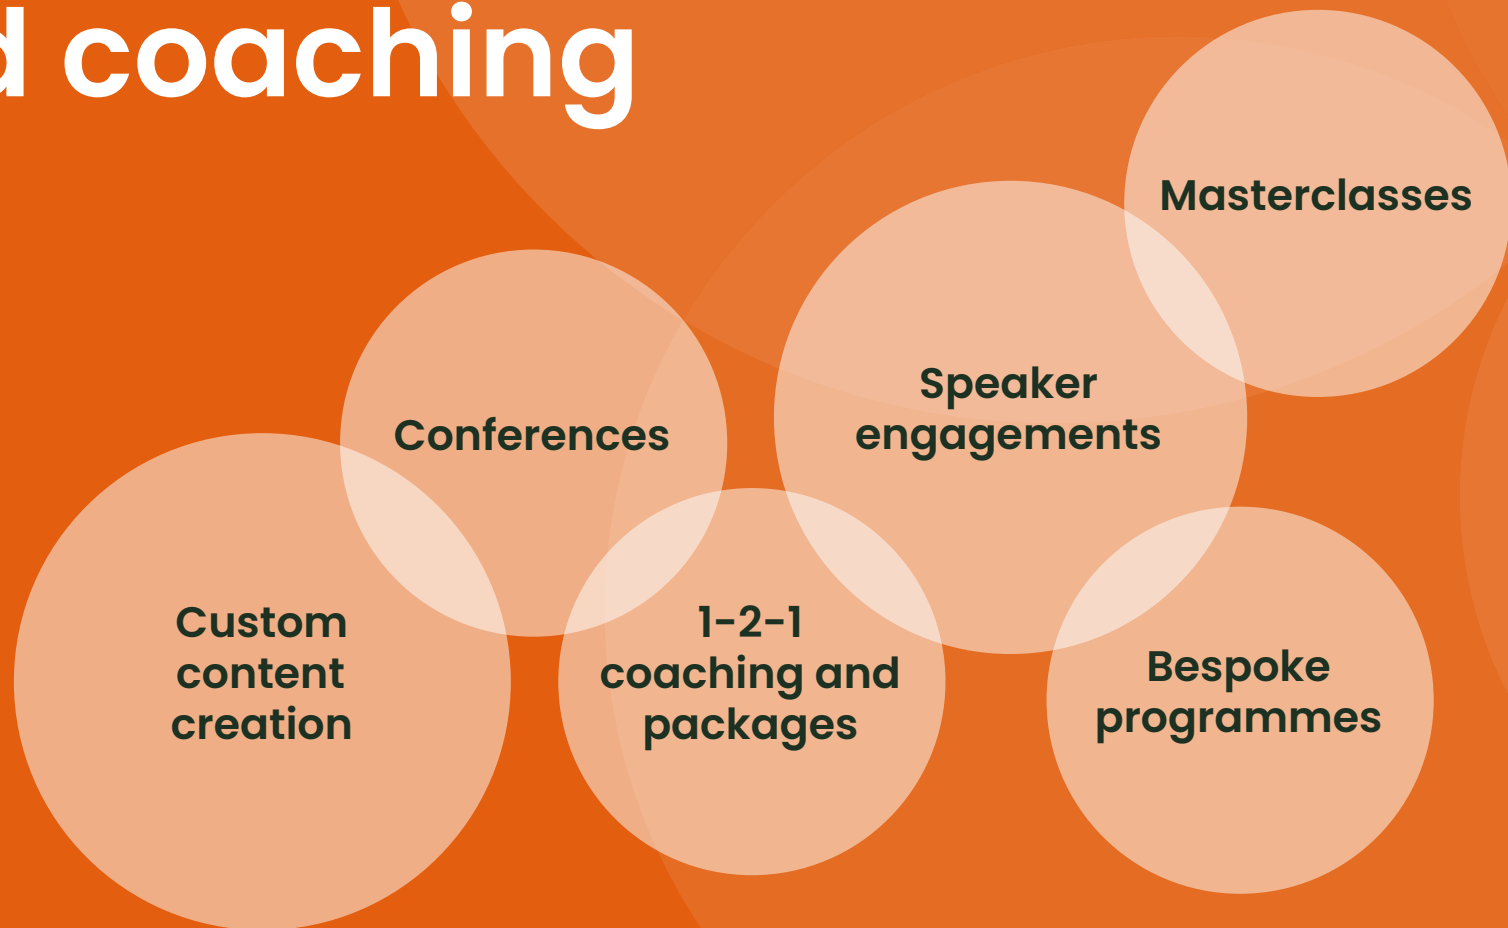 d coaching
Masterclasses
Speaker
engagements
Conferences
Custom
content
creation
1-2-1
coaching and
packages
Bespoke
programmes